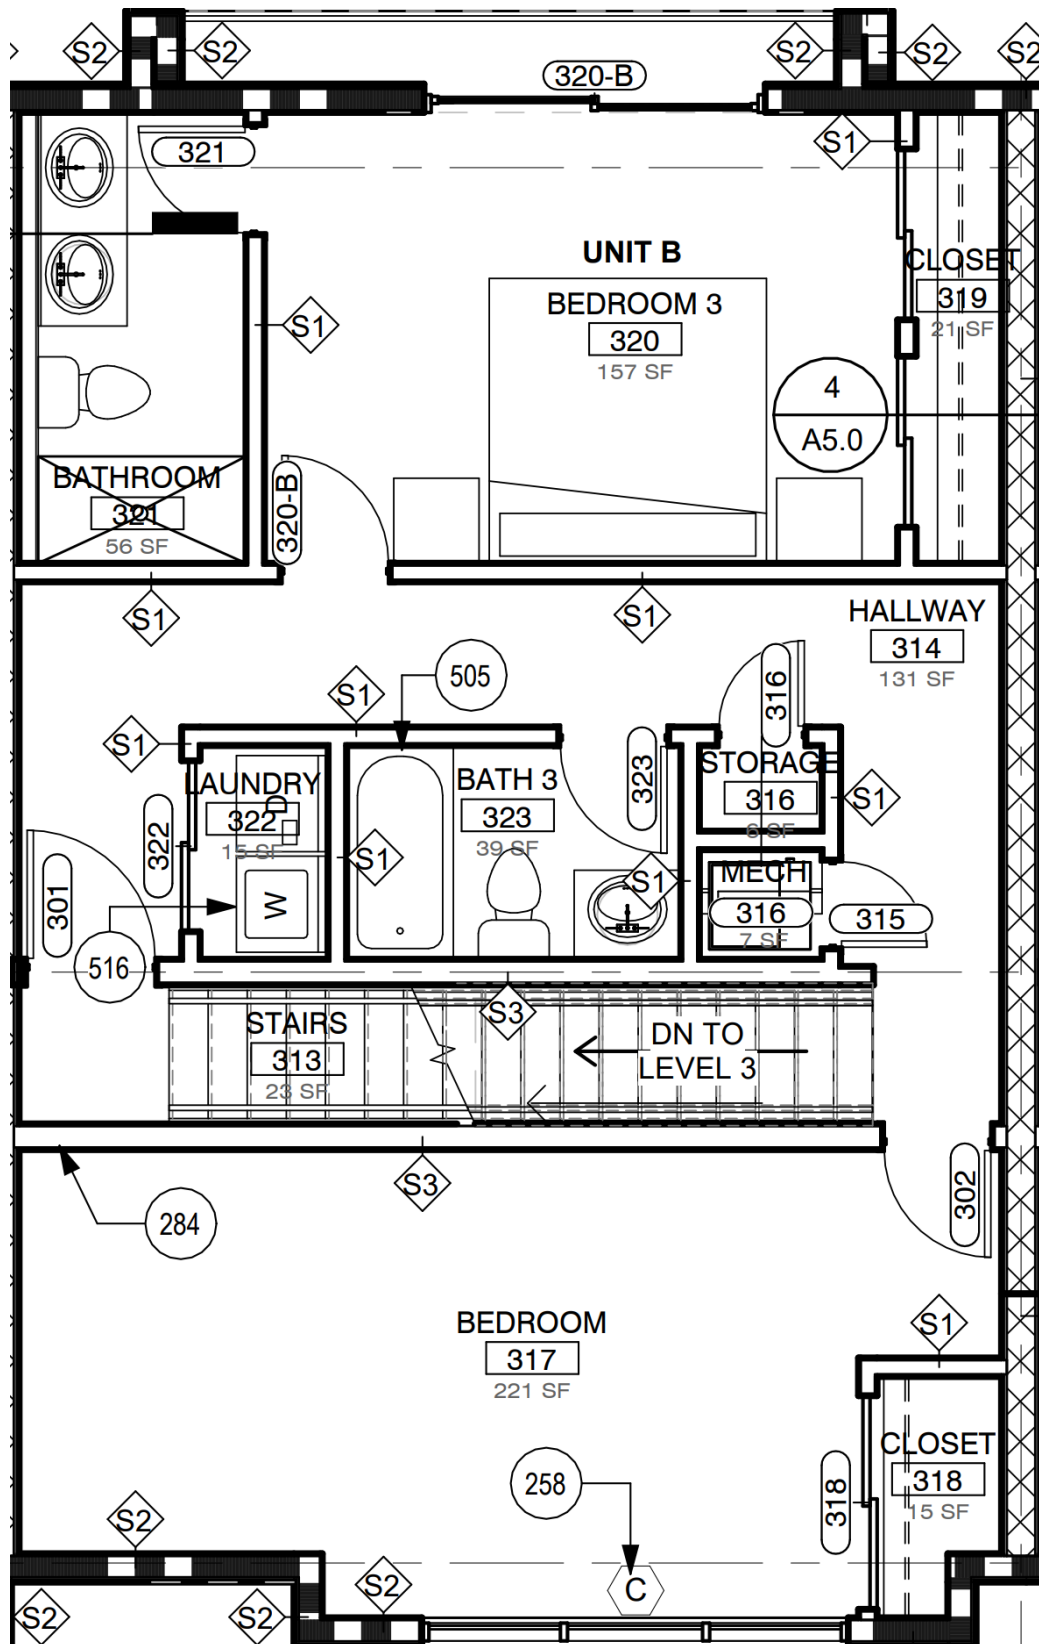 S2
S2
S2
S2
S2
320-B
321
S1
UNIT B
CLOSET
319
21 SF
BEDROOM 3
320
157 SF
S1
4
A5.0
BATHROOM
321
56 SF
320-B
S1
S1
HALLWAY
314
131 SF
505
316
S1
S1
LAUNDRY
D
322
15 SF
322
BATH 3
323
39 SF
323
STORAGE
316
6 SF
S1
S1
S1
MECH
316
7 SF
315
301
W
516
S3
STAIRS
313
23 SF
DN TO
LEVEL 3
S3
302
284
S1
BEDROOM
317
221 SF
CLOSET
318
15 SF
318
258
S2
C
S2
S2
S2